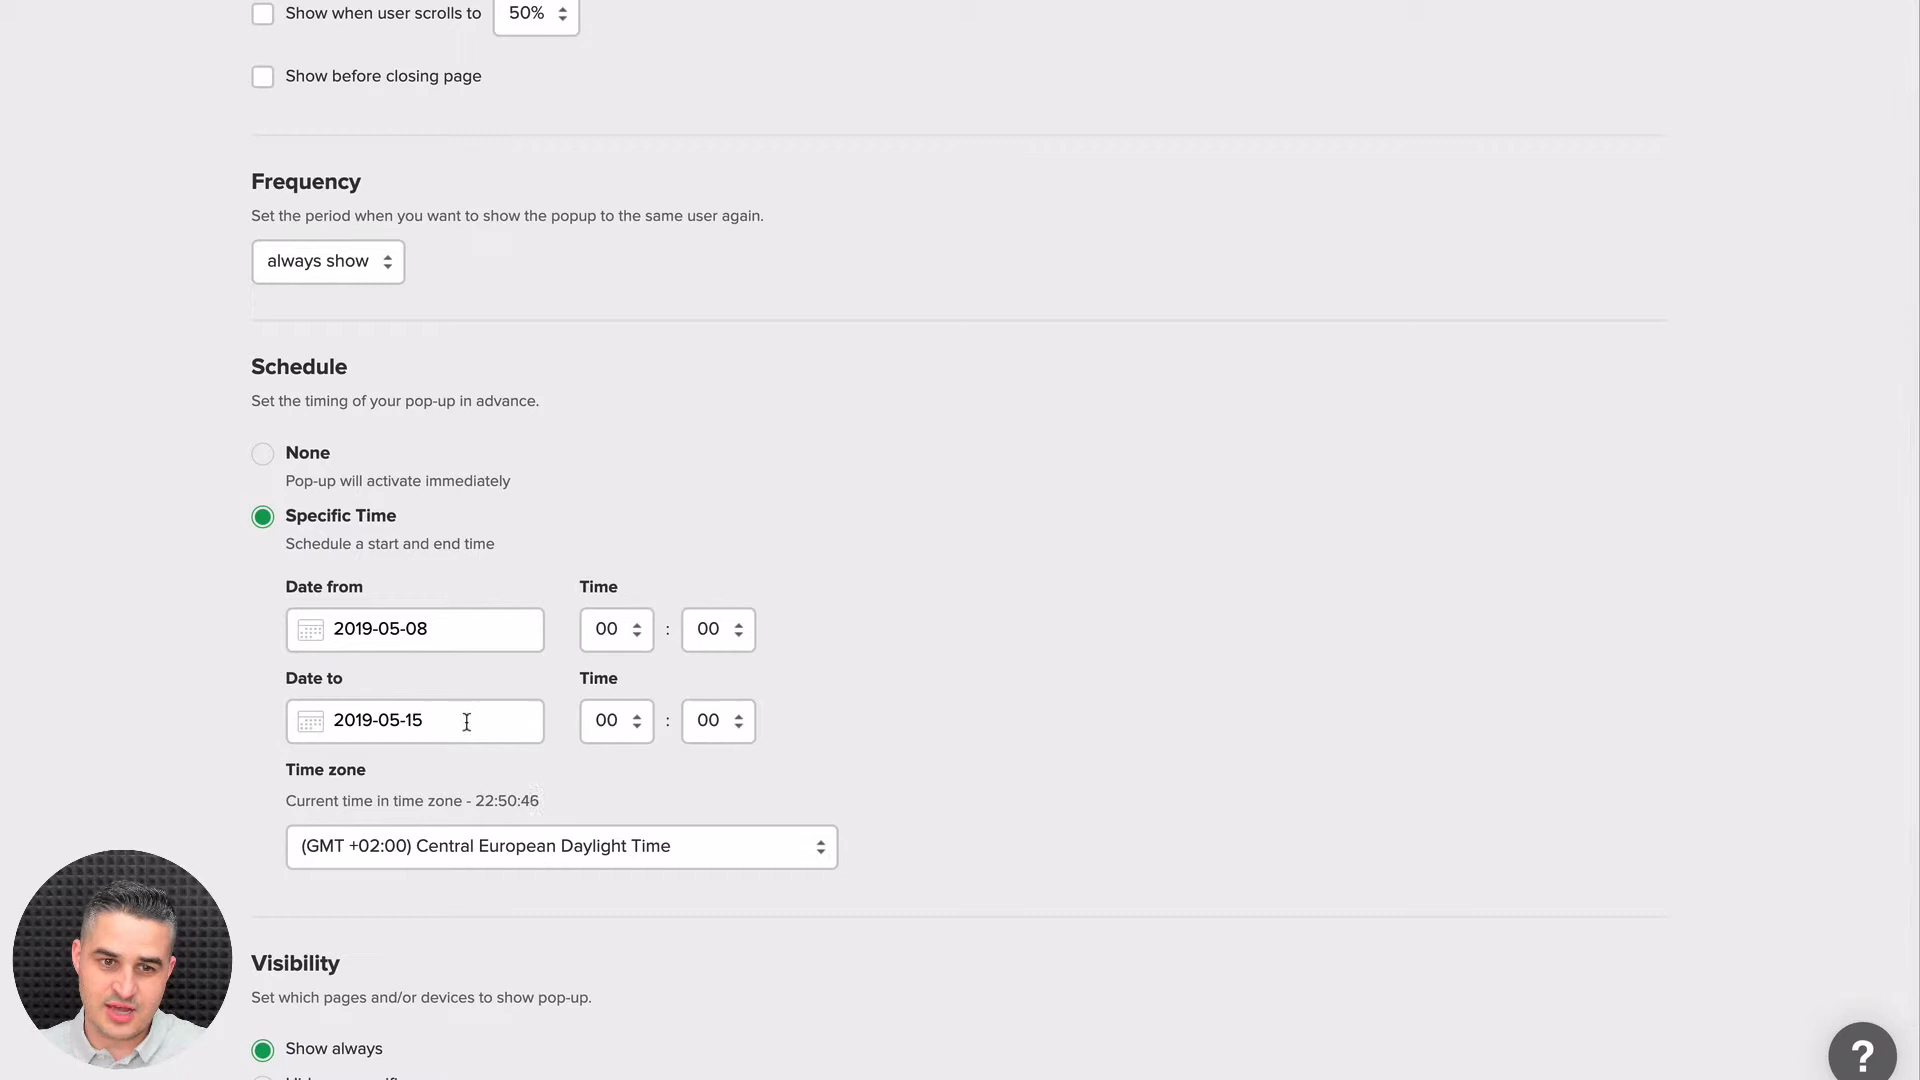 Show when user scrolls to 50%
Show before closing page
Frequency
Set the period when you want to show the popup to the same user again.
always show
Schedule
Set the timing of your pop-up in advance.
None
Pop-up will activate immediately
Specific Time
Schedule a start and end time
Date from Time
2019-05-08 00 : 00
Date to Time
2019-05-15 00 : 00
Time zone
Current time in time zone - 22:50:46
(GMT +02:00) Central European Daylight Time
Visibility
Set which pages and/or devices to show pop-up.
Show always
?